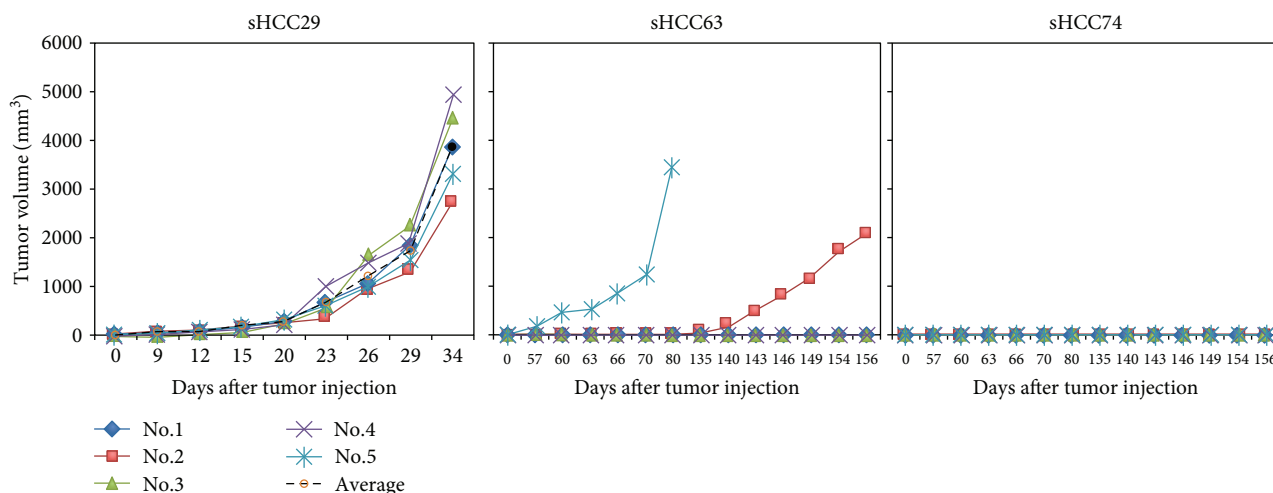 sHCC29
sHCC63
sHCC74
Tumor volume (mm³)
6000
5000
4000
3000
2000
1000
0
0 9 12 15 20 23 26 29 34
0 57 60 63 66 70 80 135 140 143 146 149 154 156
0 57 60 63 66 70 80 135 140 143 146 149 154 156
Days after tumor injection
Days after tumor injection
Days after tumor injection
No.1
No.2
No.3
No.4
No.5
Average